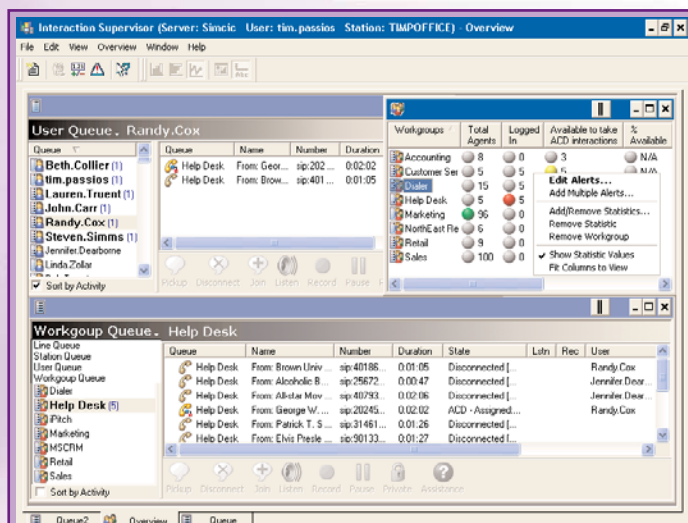 Interaction Supervisor (Server: Simcic User: tim.passios Station: TIMPOFFICE) - Overview
File Edit View Overview Window Help
User Queue. Randy.Cox
Queue
Beth.Collier (1)
tim.passios (1)
Lauren.Truent (1)
John.Carr (1)
Randy.Cox (1)
Steven.Simms (1)
Jennifer.Dearborne
Linda.Zollar
Sort by Activity
Queue Name Number Duration
Help Desk From: Geor... sip:202... 0:02:02
Help Desk From: Brow... sip:401... 0:01:05
Pickup Disconnect Join Listen Record Pause
Workgroups Total Agents Logged In Available to take ACD interactions % Available
Accounting 8 0 3 N/A
Customer Ser 5 5 5 N/A
Dialer 15 5
Help Desk 5 5
Marketing 96 0
NorthEast Re 6 0
Retail 9 0
Sales 100 0
Edit Alerts...
Add Multiple Alerts...
Add/Remove Statistics...
Remove Statistic
Remove Workgroup
Show Statistic Values
Fit Columns to View
Workgoup Queue. Help Desk
Line Queue
Station Queue
User Queue
Workgroup Queue
Dialer
Help Desk (5)
iPitch
Marketing
MSCRM
Retail
Sales
Sort by Activity
Queue Name Number Duration State Lstn Rec User
Help Desk From: Brown Univ... sip:40186... 0:01:05 Disconnected [... Randy.Cox
Help Desk From: Alcoholic B... sip:25672... 0:00:47 Disconnected [... Jennifer.Dear...
Help Desk From: All-star Mov... sip:40793... 0:02:06 Disconnected [... Jennifer.Dear...
Help Desk From: George W.... sip:20245... 0:02:02 ACD - Assigned:... Randy.Cox
Help Desk From: Patrick T. S... sip:31461... 0:01:26 Disconnected [...
Help Desk From: Elvis Presle... sip:90133... 0:01:27 Disconnected [...
Pickup Disconnect Join Listen Record Pause Private Assistance
Queue2 Overview Queue